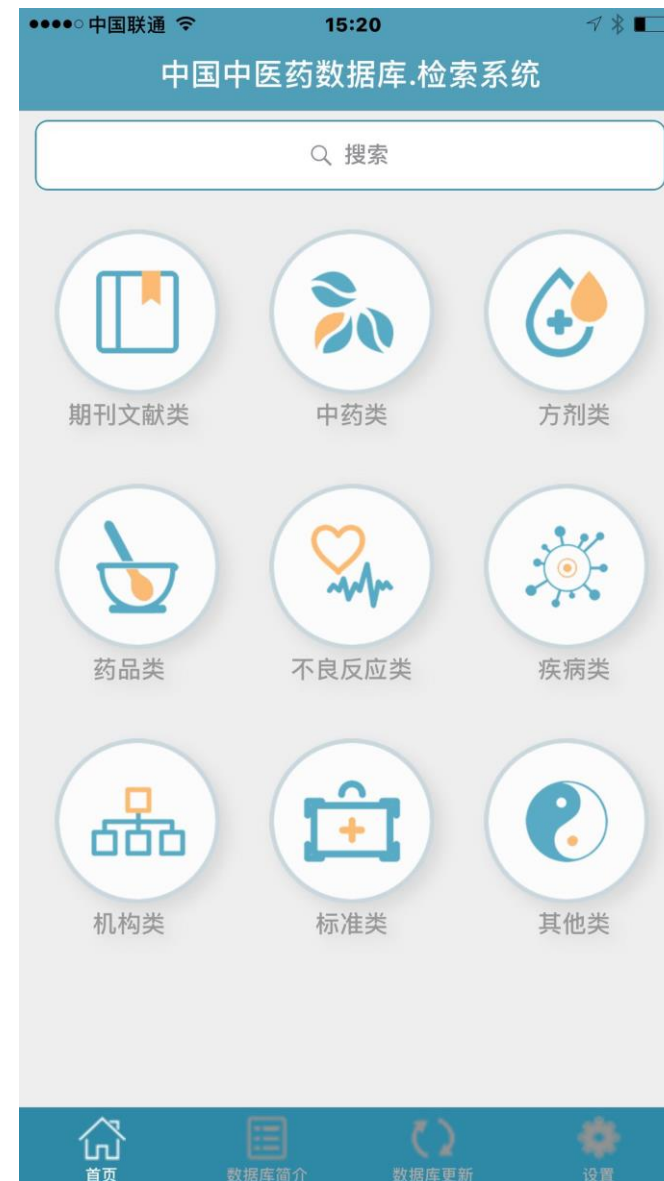 中国联通 15:20
中国中医药数据库.检索系统
搜索
期刊文献类 中药类 方剂类
药品类 不良反应类 疾病类
机构类 标准类 其他类
首页 数据库简介 数据库更新 设置